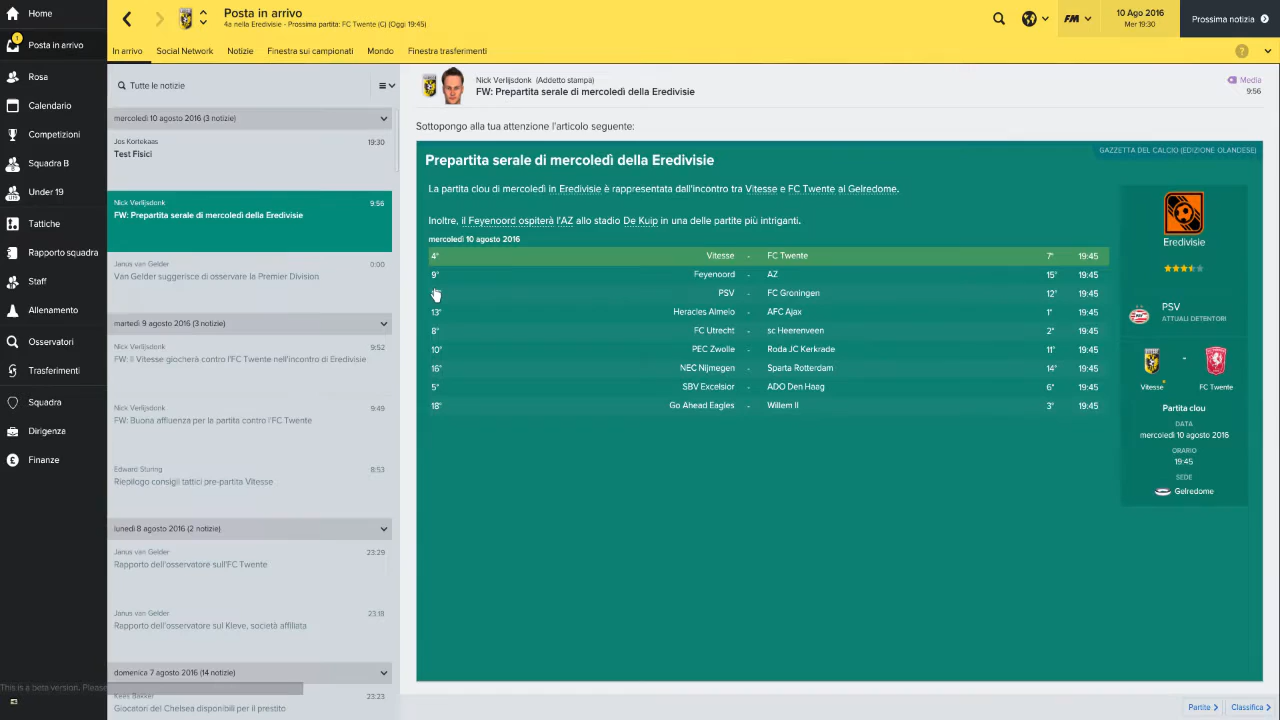 Home
Posta in arrivo
1
Rosa
Calendario
Competizioni
Squadra B
Under 19
Tattiche
Rapporto squadra
Staff
Allenamento
Osservatori
Trasferimenti
Squadra
Dirigenza
Finanze
This is a beta version. Please
Posta in arrivo
4a nella Eredivisie - Prossima partita: FC Twente (C) (Oggi 19:45)
FM
10 Ago 2016
Mer 19:30
Prossima notizia
In arrivo
Social Network
Notizie
Finestra sui campionati
Mondo
Finestra trasferimenti
?
Tutte le notizie
mercoledì 10 agosto 2016 (3 notizie)
Jos Kortekaas 19:30
Test Fisici
Nick Verlijsdonk 9:56
FW: Prepartita serale di mercoledì della Eredivisie
Janus van Gelder 0:00
Van Gelder suggerisce di osservare la Premier Division
martedì 9 agosto 2016 (3 notizie)
Nick Verlijsdonk 9:52
FW: Il Vitesse giocherà contro l'FC Twente nell'incontro di Eredivisie
Nick Verlijsdonk 9:49
FW: Buona affluenza per la partita contro l'FC Twente
Edward Sturing 8:53
Riepilogo consigli tattici pre-partita Vitesse
lunedì 8 agosto 2016 (2 notizie)
Janus van Gelder 23:29
Rapporto dell'osservatore sull'FC Twente
Janus van Gelder 23:18
Rapporto dell'osservatore sul Kleve, società affiliata
domenica 7 agosto 2016 (14 notizie)
Kees Bakker 23:23
Giocatori del Chelsea disponibili per il prestito
Nick Verlijsdonk (Addetto stampa)
FW: Prepartita serale di mercoledì della Eredivisie
Media
9:56
Sottopongo alla tua attenzione l'articolo seguente:
GAZZETTA DEL CALCIO (EDIZIONE OLANDESE)
Prepartita serale di mercoledì della Eredivisie
La partita clou di mercoledì in Eredivisie è rappresentata dall'incontro tra Vitesse e FC Twente al Gelredome.
Inoltre, il Feyenoord ospiterà l'AZ allo stadio De Kuip in una delle partite più intriganti.
mercoledì 10 agosto 2016
4° Vitesse - FC Twente 7° 19:45
9° Feyenoord - AZ 15° 19:45
PSV - FC Groningen 12° 19:45
13° Heracles Almelo - AFC Ajax 1° 19:45
8° FC Utrecht - sc Heerenveen 2° 19:45
10° PEC Zwolle - Roda JC Kerkrade 11° 19:45
16° NEC Nijmegen - Sparta Rotterdam 14° 19:45
5° SBV Excelsior - ADO Den Haag 6° 19:45
18° Go Ahead Eagles - Willem II 3° 19:45
Eredivisie
PSV
ATTUALI DETENTORI
Vitesse - FC Twente
Partita clou
DATA
mercoledì 10 agosto 2016
ORARIO
19:45
SEDE
Gelredome
Partite
Classifica